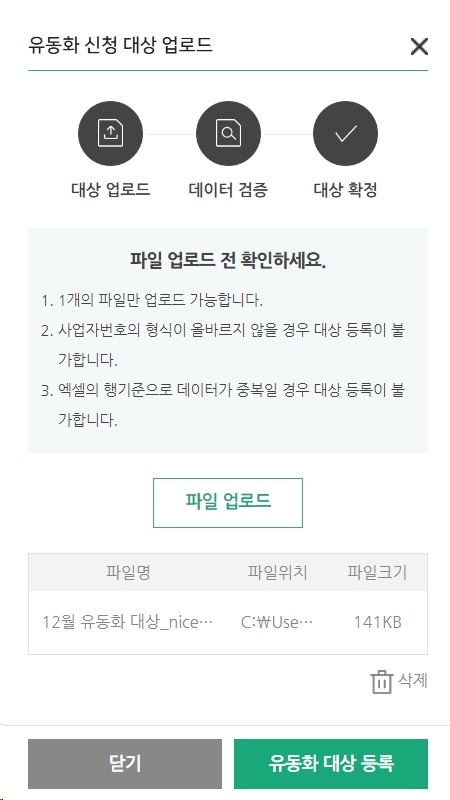 유동화 신청 대상 업로드
대상 업로드 데이터 검증 대상 확정
파일 업로드 전 확인하세요.
1. 1개의 파일만 업로드 가능합니다.
2. 사업자번호의 형식이 올바르지 않을 경우 대상 등록이 불
가합니다.
3. 엑셀의 행기준으로 데이터가 중복일 경우 대상 등록이 불
가합니다.
파일 업로드
파일명 파일위치 파일크기
12월 유동화 대상_nice… C:₩Use… 141KB
삭제
닫기 유동화 대상 등록